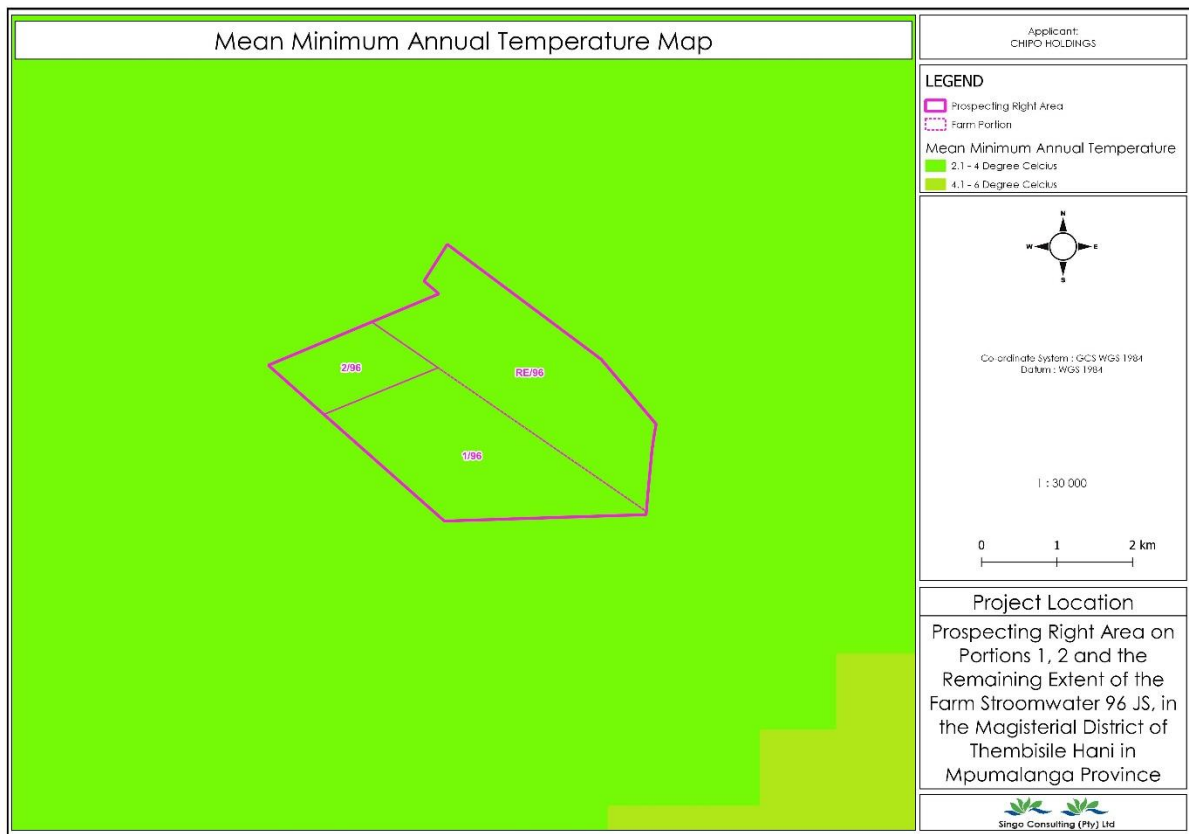 Mean Minimum Annual Temperature Map
2/96
RE/96
1/96
Applicant:
CHIPO HOLDINGS
LEGEND
Prospecting Right Area
Farm Portion
Mean Minimum Annual Temperature
2.1 - 4 Degree Celcius
4.1 - 6 Degree Celcius
N
W E
S
Co-ordinate System : GCS WGS 1984
Datum : WGS 1984
1 : 30 000
0 1 2 km
Project Location
Prospecting Right Area on
Portions 1, 2 and the
Remaining Extent of the
Farm Stroomwater 96 JS, in
the Magisterial District of
Thembisile Hani in
Mpumalanga Province
Singo Consulting (Pty) Ltd